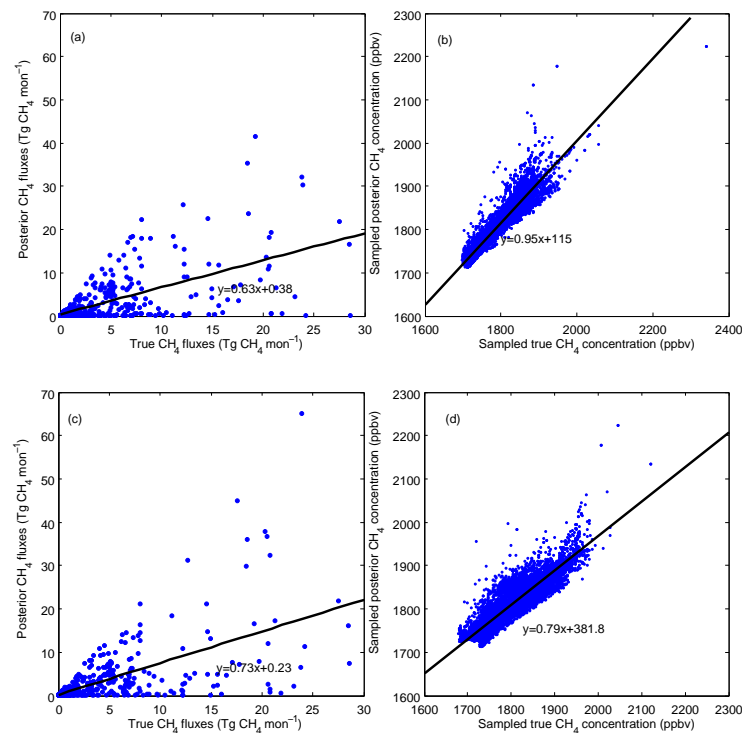 (a)
70
60
50
40
30
20
10
0
0 5 10 15 20 25 30
Posterior CH4 fluxes (Tg CH4 mon−1)
True CH4 fluxes (Tg CH4 mon−1)
y=0.63x+0.38
(b)
2300
2200
2100
2000
1900
1800
1700
1600
1600 1800 2000 2200 2400
Sampled posterior CH4 concentration (ppbv)
Sampled true CH4 concentration (ppbv)
y=0.95x+115
(c)
70
60
50
40
30
20
10
0
0 5 10 15 20 25 30
Posterior CH4 fluxes (Tg CH4 mon−1)
True CH4 fluxes (Tg CH4 mon−1)
y=0.73x+0.23
(d)
2300
2200
2100
2000
1900
1800
1700
1600
1600 1700 1800 1900 2000 2100 2200 2300
Sampled posterior CH4 concentration (ppbv)
Sampled true CH4 concentration (ppbv)
y=0.79x+381.8